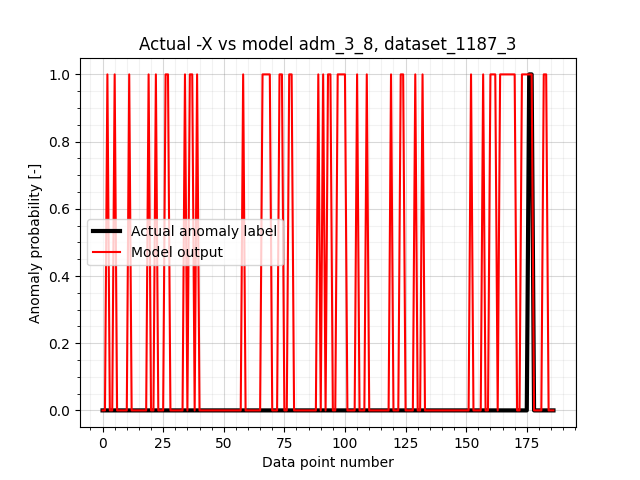 Actual -X vs model adm_3_8, dataset_1187_3
Anomaly probability [-]
1.0
0.8
0.6
0.4
0.2
0.0
Actual anomaly label
Model output
0 25 50 75 100 125 150 175
Data point number